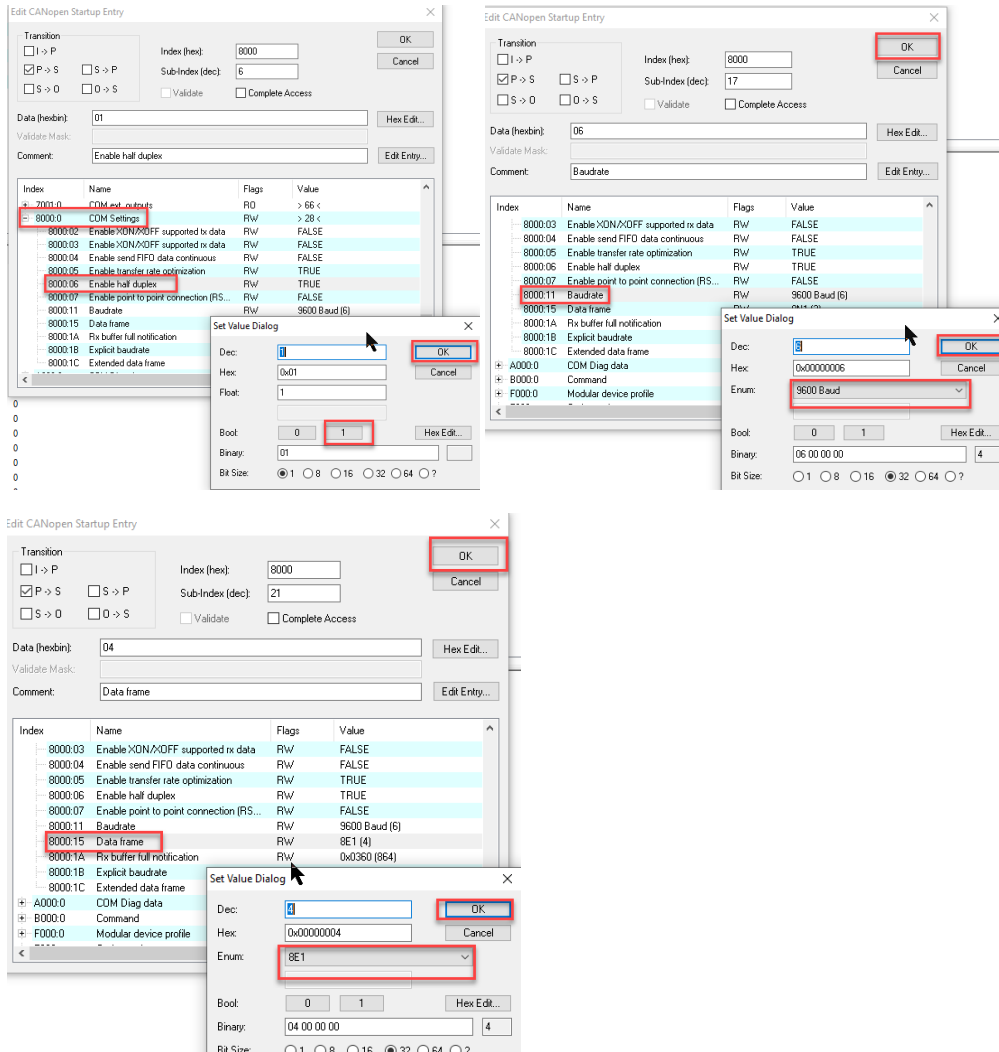 Edit CANopen Startup Entry
Transition
I -> P
P -> S
S -> P
S -> O
O -> S
Index (hex): 8000
Sub-Index (dec): 6
Validate
Complete Access
OK
Cancel
Data (hexbin): 01
Hex Edit...
Validate Mask:
Comment: Enable half duplex
Edit Entry...
Index Name Flags Value
7001:0 COM ext. outputs RO > 66 <
8000:0 COM Settings RW > 28 <
8000:02 Enable XON/XOFF supported tx data RW FALSE
8000:03 Enable XON/XOFF supported rx data RW FALSE
8000:04 Enable send FIFO data continuous RW FALSE
8000:05 Enable transfer rate optimization RW TRUE
8000:06 Enable half duplex RW TRUE
8000:07 Enable point to point connection (RS... RW FALSE
8000:11 Baudrate RW 9600 Baud (6)
8000:15 Data frame
8000:1A Rx buffer full notification
8000:1B Explicit baudrate
8000:1C Extended data frame
0
0
0
0
0
0
Set Value Dialog
Dec: 1
OK
Hex: 0x01
Cancel
Float: 1
Bool: 0 1
Hex Edit...
Binary: 01
Bit Size: 1 8 16 32 64 ?
Edit CANopen Startup Entry
Transition
I -> P
P -> S
S -> P
S -> O
O -> S
Index (hex): 8000
Sub-Index (dec): 17
Validate
Complete Access
OK
Cancel
Data (hexbin): 06
Hex Edit...
Validate Mask:
Comment: Baudrate
Edit Entry...
Index Name Flags Value
8000:03 Enable XON/XOFF supported rx data RW FALSE
8000:04 Enable send FIFO data continuous RW FALSE
8000:05 Enable transfer rate optimization RW TRUE
8000:06 Enable half duplex RW TRUE
8000:07 Enable point to point connection (RS... RW FALSE
8000:11 Baudrate RW 9600 Baud (6)
8000:15 Data frame RW
8000:1A Rx buffer full notification
8000:1B Explicit baudrate
8000:1C Extended data frame
A000:0 COM Diag data
B000:0 Command
F000:0 Modular device profile
Set Value Dialog
Dec: 6
OK
Hex: 0x00000006
Cancel
Enum: 9600 Baud
Bool: 0 1
Hex Edit...
Binary: 06 00 00 00 4
Bit Size: 1 8 16 32 64 ?
Edit CANopen Startup Entry
Transition
I -> P
P -> S
S -> P
S -> O
O -> S
Index (hex): 8000
Sub-Index (dec): 21
Validate
Complete Access
OK
Cancel
Data (hexbin): 04
Hex Edit...
Validate Mask:
Comment: Data frame
Edit Entry...
Index Name Flags Value
8000:03 Enable XON/XOFF supported rx data RW FALSE
8000:04 Enable send FIFO data continuous RW FALSE
8000:05 Enable transfer rate optimization RW TRUE
8000:06 Enable half duplex RW TRUE
8000:07 Enable point to point connection (RS... RW FALSE
8000:11 Baudrate RW 9600 Baud (6)
8000:15 Data frame RW 8E1 (4)
8000:1A Rx buffer full notification RW 0x0360 (864)
8000:1B Explicit baudrate
8000:1C Extended data frame
A000:0 COM Diag data
B000:0 Command
F000:0 Modular device profile
Set Value Dialog
Dec: 4
OK
Hex: 0x00000004
Cancel
Enum: 8E1
Bool: 0 1
Hex Edit...
Binary: 04 00 00 00 4
Bit Size: 1 8 16 32 64 ?